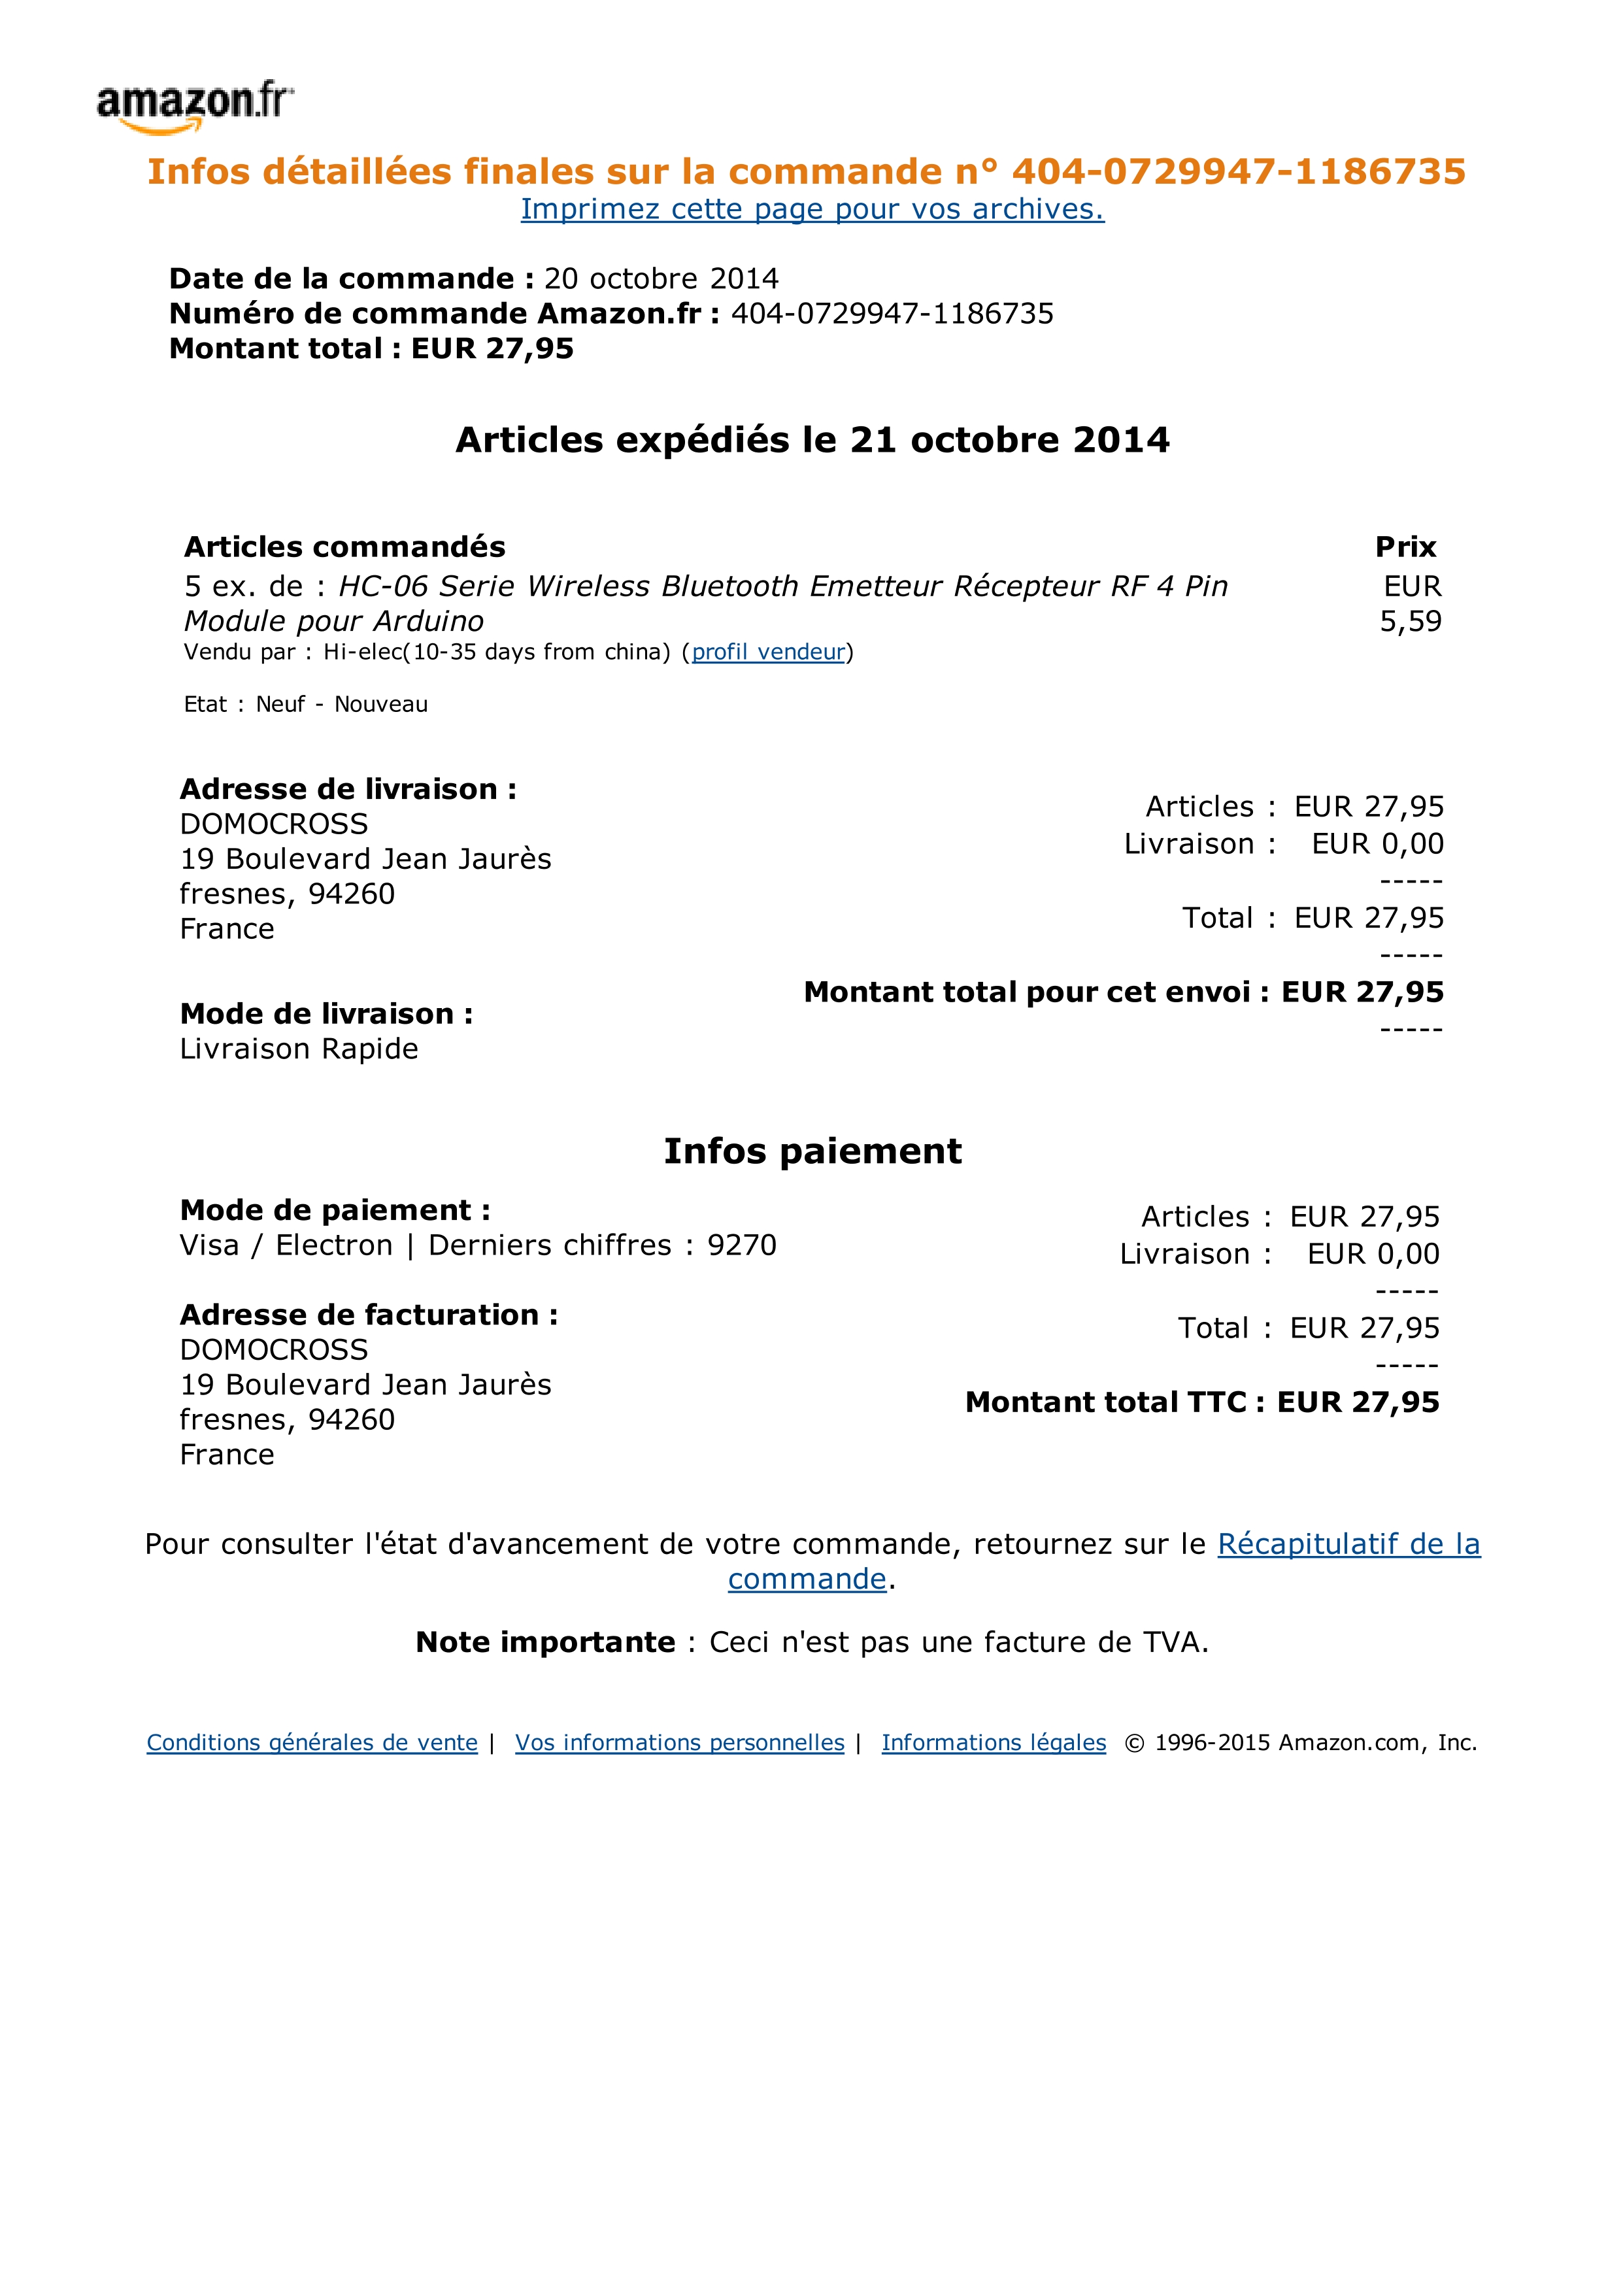 amazon.fr
Infos détaillées finales sur la commande n° 404-0729947-1186735
Imprimez cette page pour vos archives.
Date de la commande : 20 octobre 2014
Numéro de commande Amazon.fr : 404-0729947-1186735
Montant total : EUR 27,95
Articles expédiés le 21 octobre 2014
Articles commandés Prix
5 ex. de : HC-06 Serie Wireless Bluetooth Emetteur Récepteur RF 4 Pin EUR
Module pour Arduino 5,59
Vendu par : Hi-elec(10-35 days from china) (profil vendeur)
Etat : Neuf - Nouveau
Adresse de livraison :
DOMOCROSS
19 Boulevard Jean Jaurès
fresnes, 94260
France
Mode de livraison :
Livraison Rapide
Articles : EUR 27,95
Livraison : EUR 0,00
-----
Total : EUR 27,95
-----
Montant total pour cet envoi : EUR 27,95
-----
Infos paiement
Mode de paiement :
Visa / Electron | Derniers chiffres : 9270
Adresse de facturation :
DOMOCROSS
19 Boulevard Jean Jaurès
fresnes, 94260
France
Articles : EUR 27,95
Livraison : EUR 0,00
-----
Total : EUR 27,95
-----
Montant total TTC : EUR 27,95
Pour consulter l'état d'avancement de votre commande, retournez sur le Récapitulatif de la
commande.
Note importante : Ceci n'est pas une facture de TVA.
Conditions générales de vente | Vos informations personnelles | Informations légales © 1996-2015 Amazon.com, Inc.